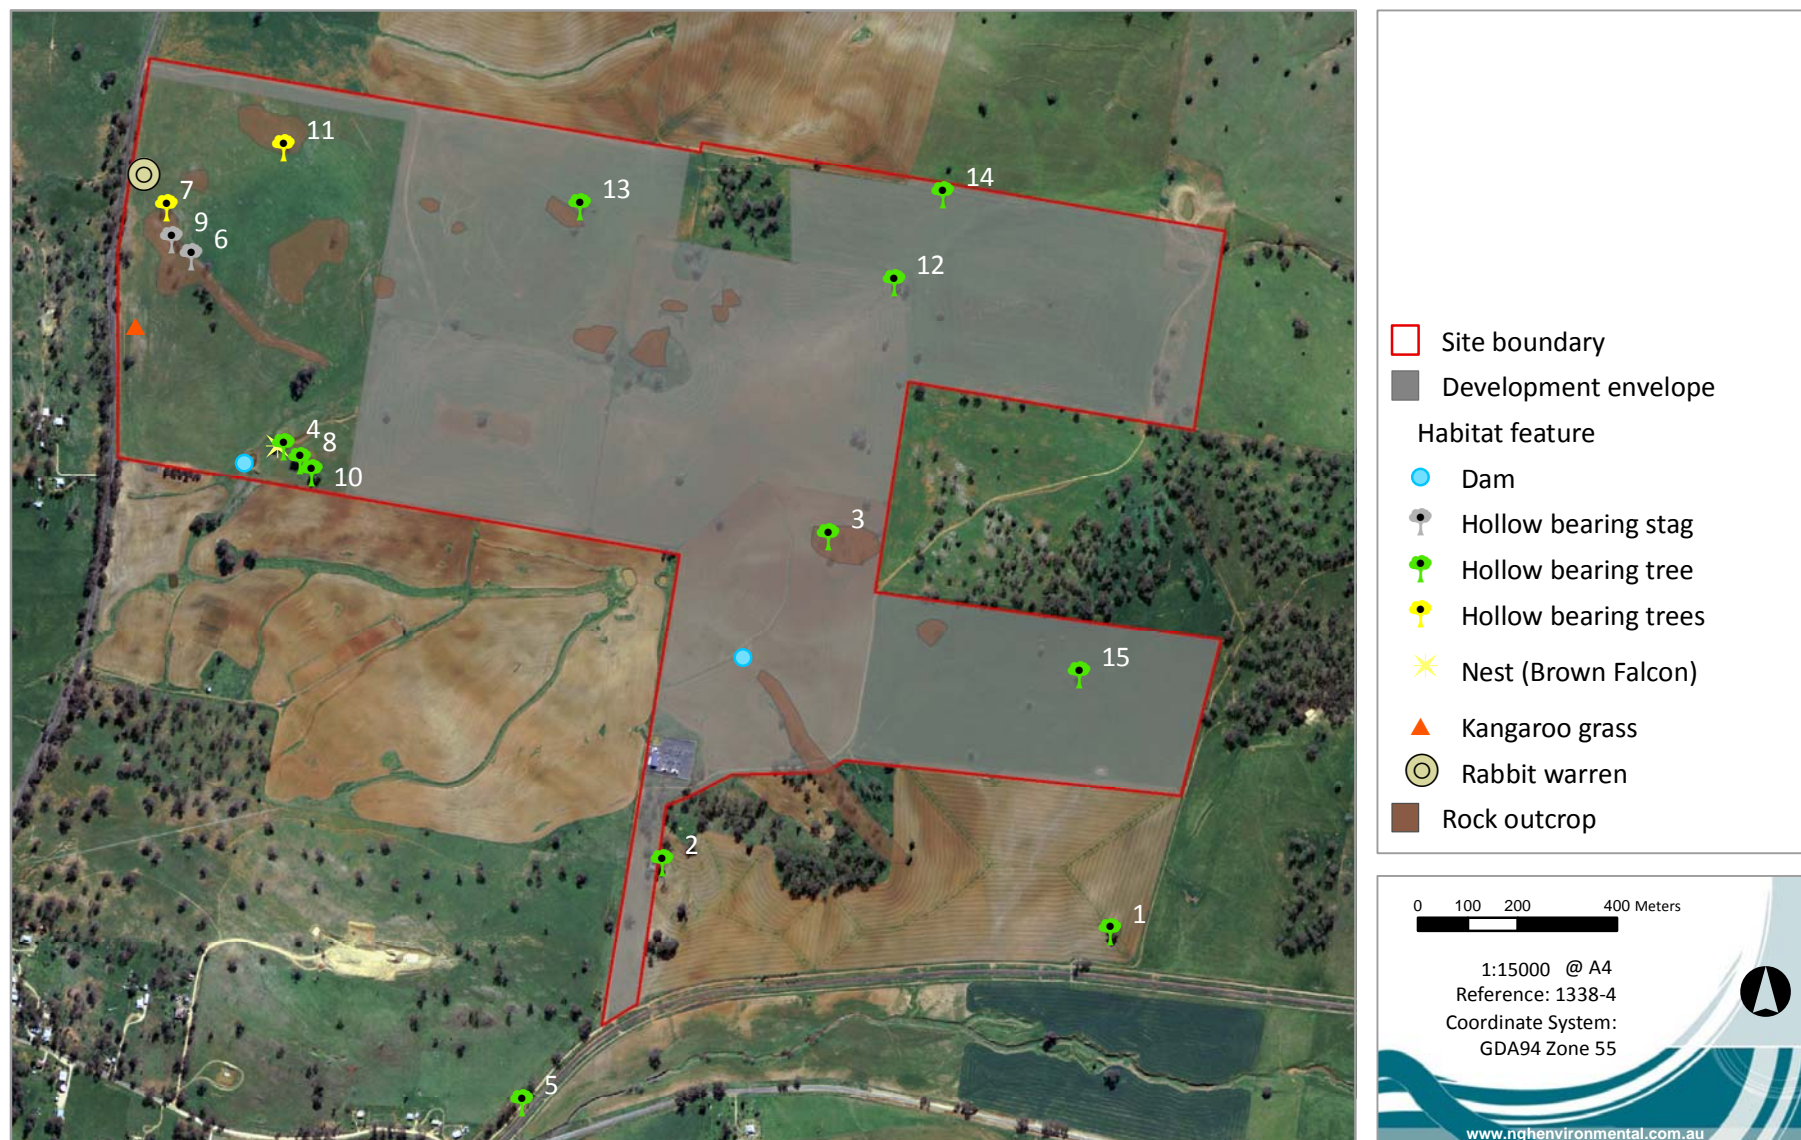 11
7
9
6
13
14
12
4
8
10
3
15
2
1
5
Site boundary
Development envelope
Habitat feature
Dam
Hollow bearing stag
Hollow bearing tree
Hollow bearing trees
Nest (Brown Falcon)
Kangaroo grass
Rabbit warren
Rock outcrop
0 100 200 400 Meters
1:15000 @ A4
Reference: 1338-4
Coordinate System:
GDA94 Zone 55
www.nghenvironmental.com.au